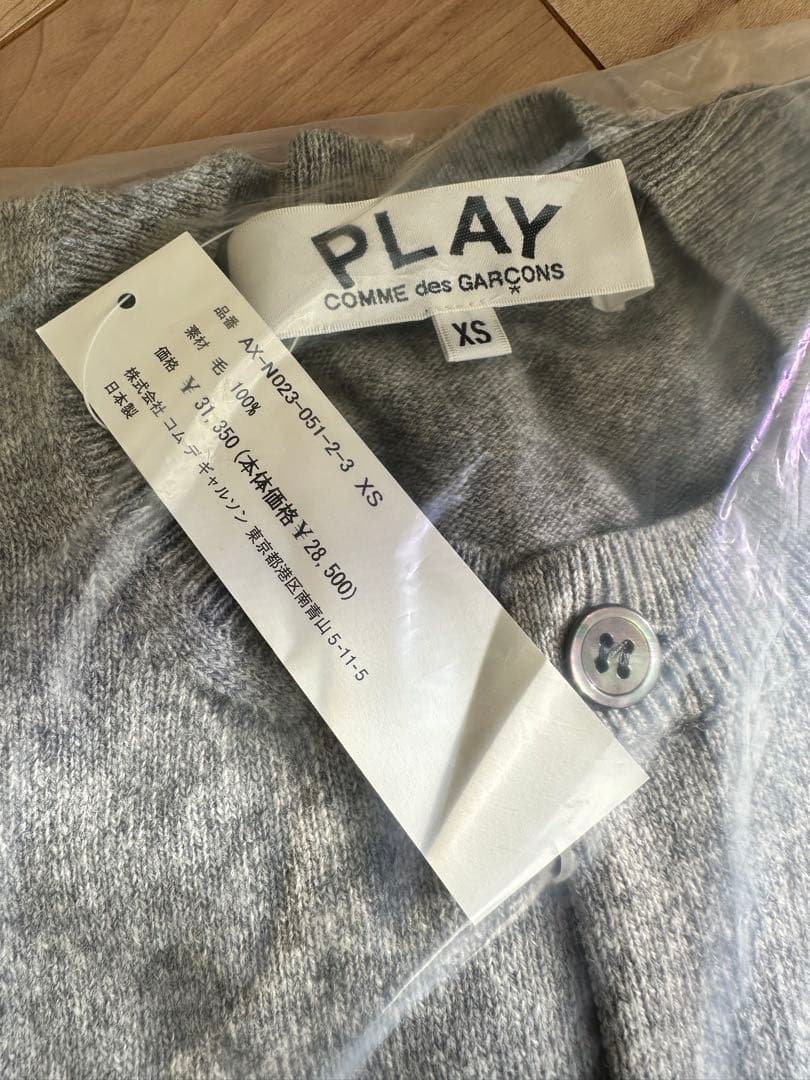 PLAY
COMME des GARÇONS
XS
品番 AX-N023-051-2-3 XS
素材 毛 100%
価格 ¥ 31,350 (本体価格¥28,500)
株式会社 コム デ ギャルソン 東京都港区南青山 5-11-5
日本製